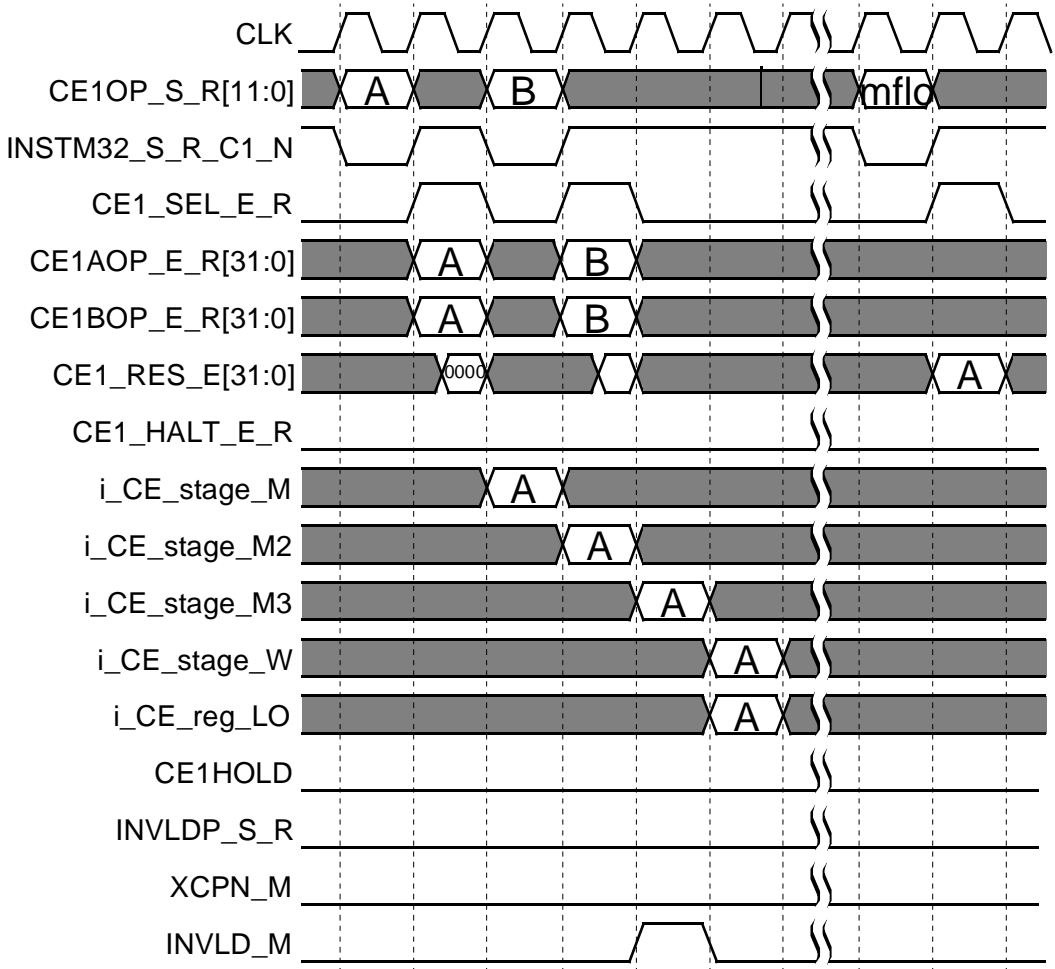 CLK
CE1OP_S_R[11:0] A B mflo
INSTM32_S_R_C1_N
CE1_SEL_E_R
CE1AOP_E_R[31:0] A B
CE1BOP_E_R[31:0] A B
CE1_RES_E[31:0] 0000 A
CE1_HALT_E_R
i_CE_stage_M A
i_CE_stage_M2 A
i_CE_stage_M3 A
i_CE_stage_W A
i_CE_reg_LO A
CE1HOLD
INVLDP_S_R
XCPN_M
INVLD_M